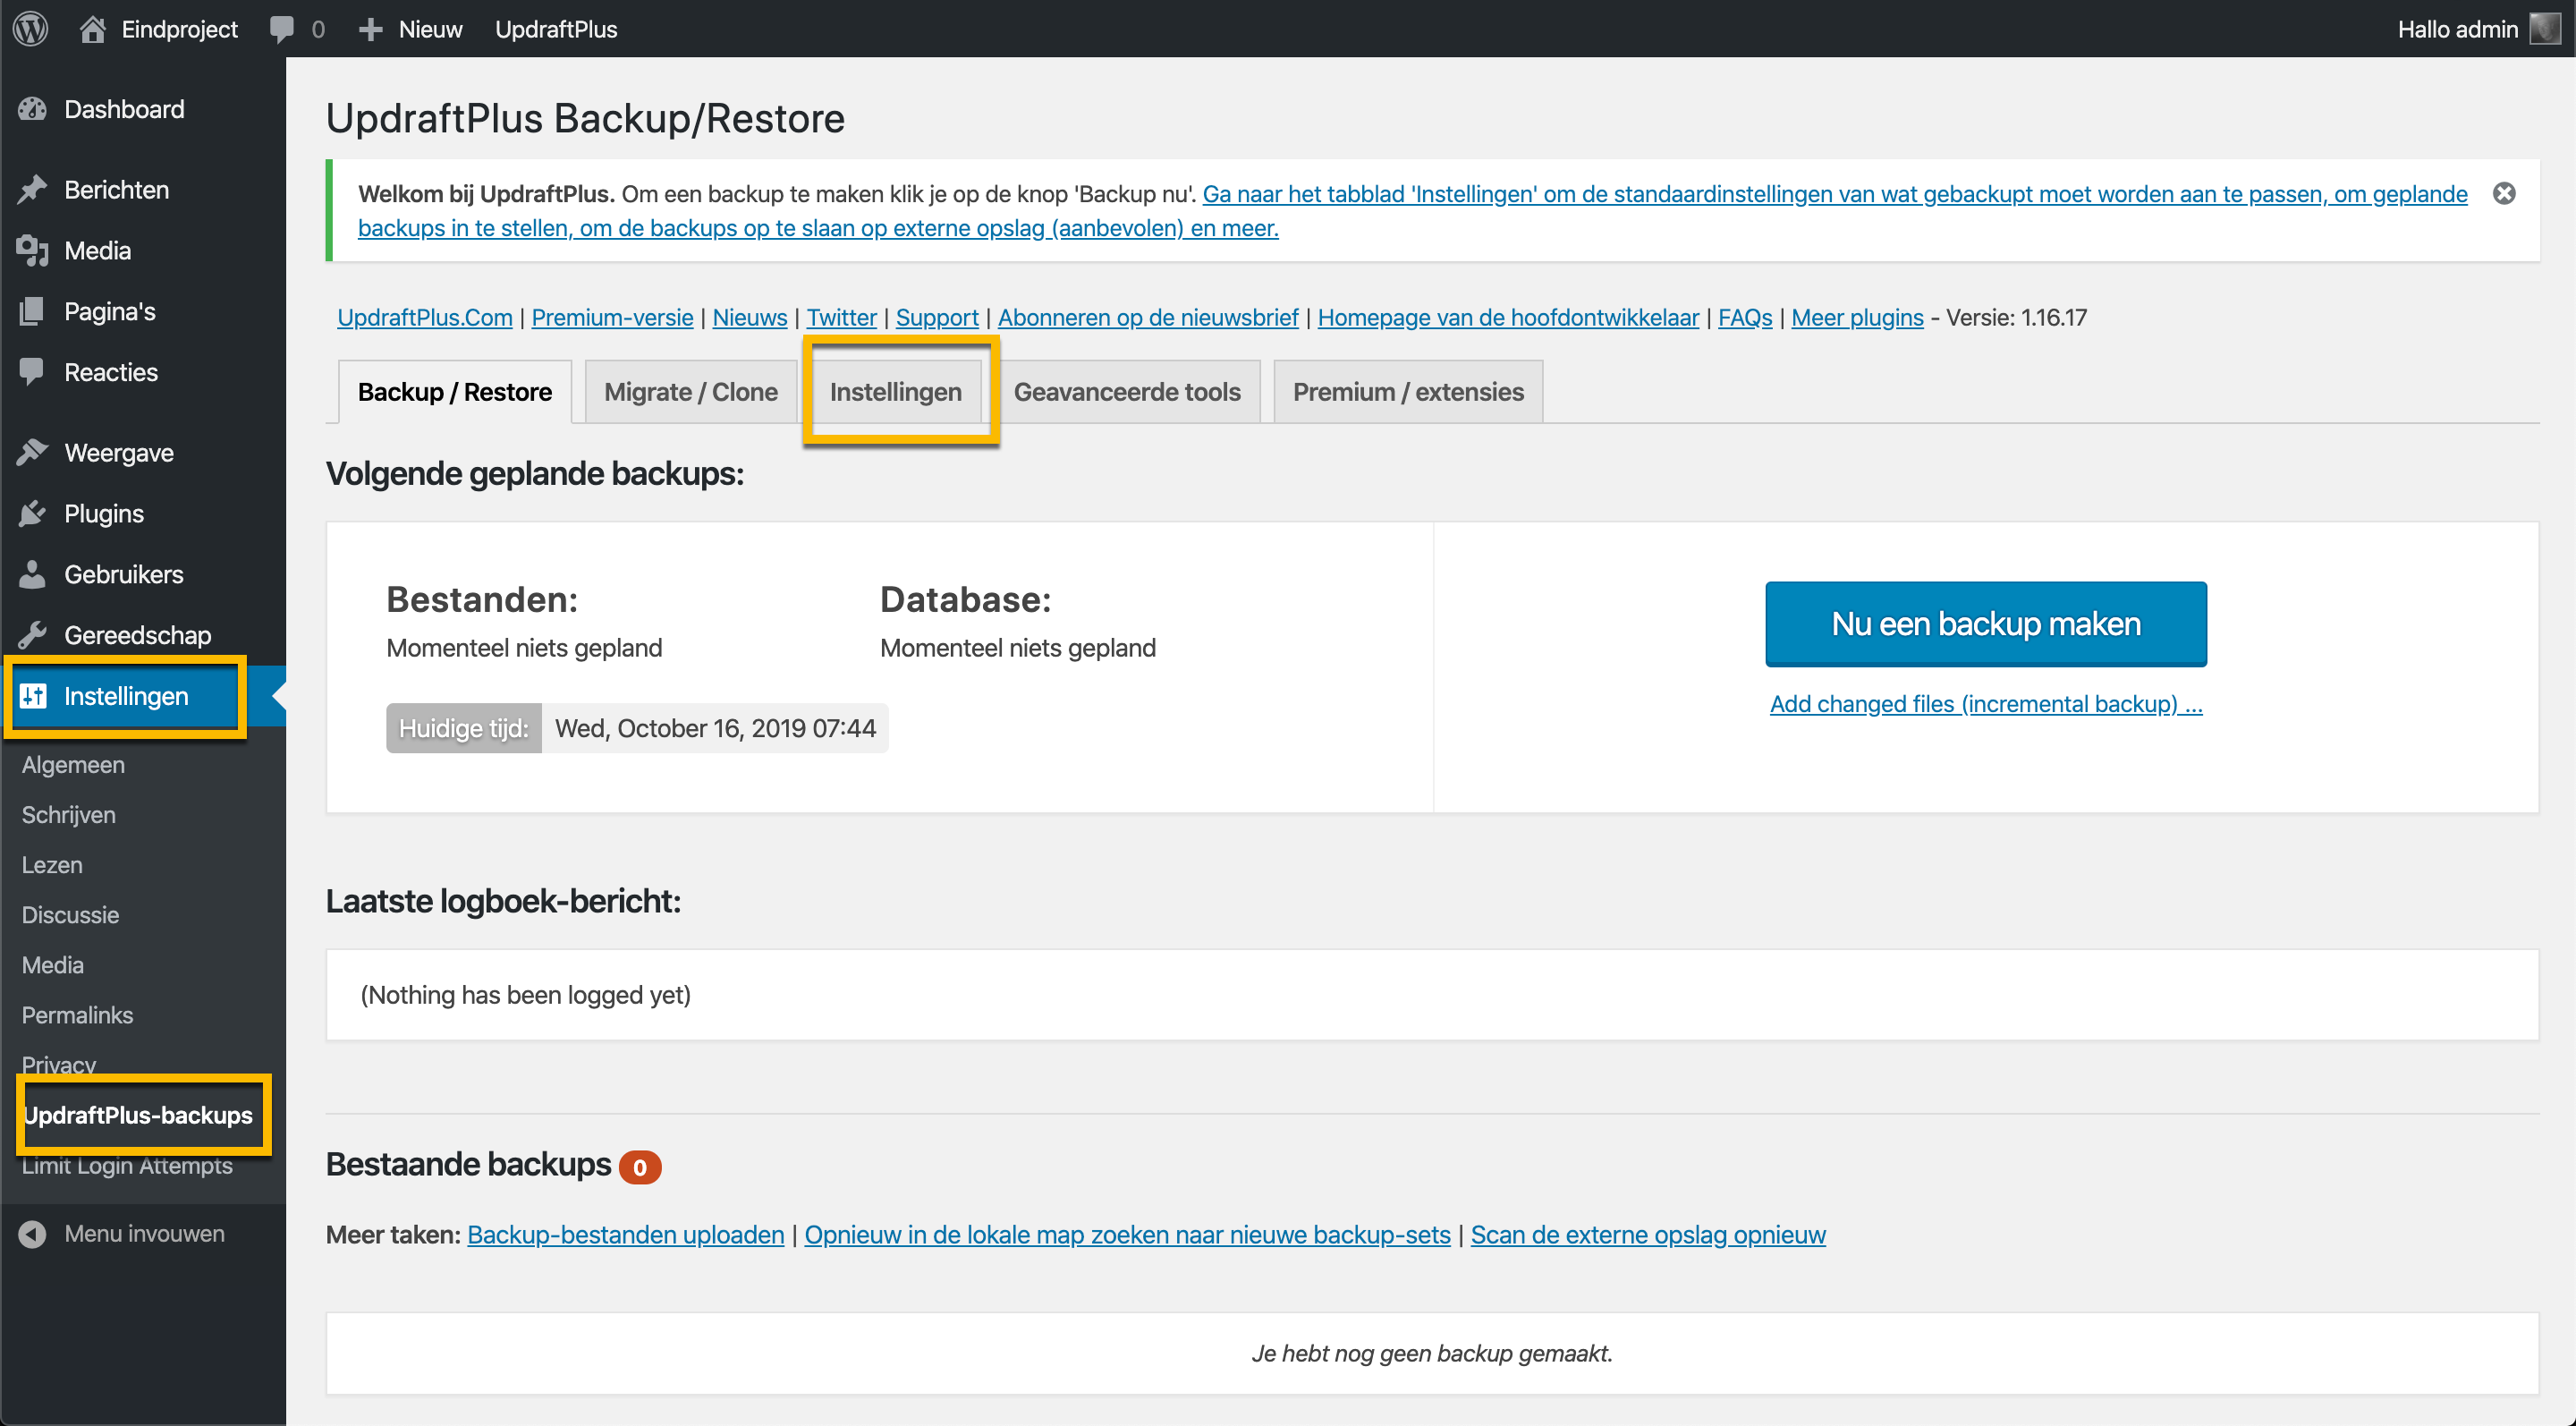 Eindproject 0 Nieuw UpdraftPlus Hallo admin
Dashboard
Berichten
Media
Pagina's
Reacties
Weergave
Plugins
Gebruikers
Gereedschap
Instellingen
Algemeen
Schrijven
Lezen
Discussie
Media
Permalinks
Privacy
UpdraftPlus-backups
Limit Login Attempts
Menu invouwen
UpdraftPlus Backup/Restore
Welkom bij UpdraftPlus. Om een backup te maken klik je op de knop 'Backup nu'. Ga naar het tabblad 'Instellingen' om de standaardinstellingen van wat gebackupt moet worden aan te passen, om geplande
backups in te stellen, om de backups op te slaan op externe opslag (aanbevolen) en meer.
UpdraftPlus.Com | Premium-versie | Nieuws | Twitter | Support | Abonneren op de nieuwsbrief | Homepage van de hoofdontwikkelaar | FAQs | Meer plugins - Versie: 1.16.17
Backup / Restore Migrate / Clone Instellingen Geavanceerde tools Premium / extensies
Volgende geplande backups:
Bestanden: Database:
Momenteel niets gepland Momenteel niets gepland
Huidige tijd: Wed, October 16, 2019 07:44
Nu een backup maken
Add changed files (incremental backup) ...
Laatste logboek-bericht:
(Nothing has been logged yet)
Bestaande backups 0
Meer taken: Backup-bestanden uploaden | Opnieuw in de lokale map zoeken naar nieuwe backup-sets | Scan de externe opslag opnieuw
Je hebt nog geen backup gemaakt.